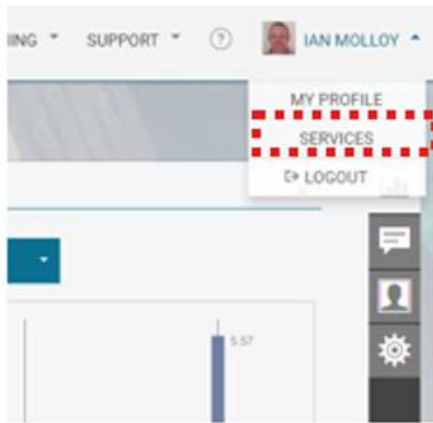 ING SUPPORT ? IAN MOLLOY
MY PROFILE
SERVICES
LOGOUT
5.57